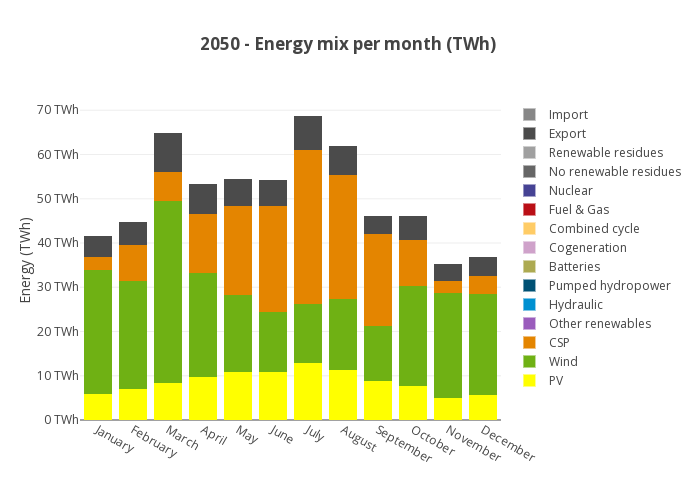 2050 - Energy mix per month (TWh)
70 TWh
60 TWh
50 TWh
40 TWh
30 TWh
20 TWh
10 TWh
0 TWh
Energy (TWh)
January
February
March
April
May
June
July
August
September
October
November
December
Import
Export
Renewable residues
No renewable residues
Nuclear
Fuel & Gas
Combined cycle
Cogeneration
Batteries
Pumped hydropower
Hydraulic
Other renewables
CSP
Wind
PV